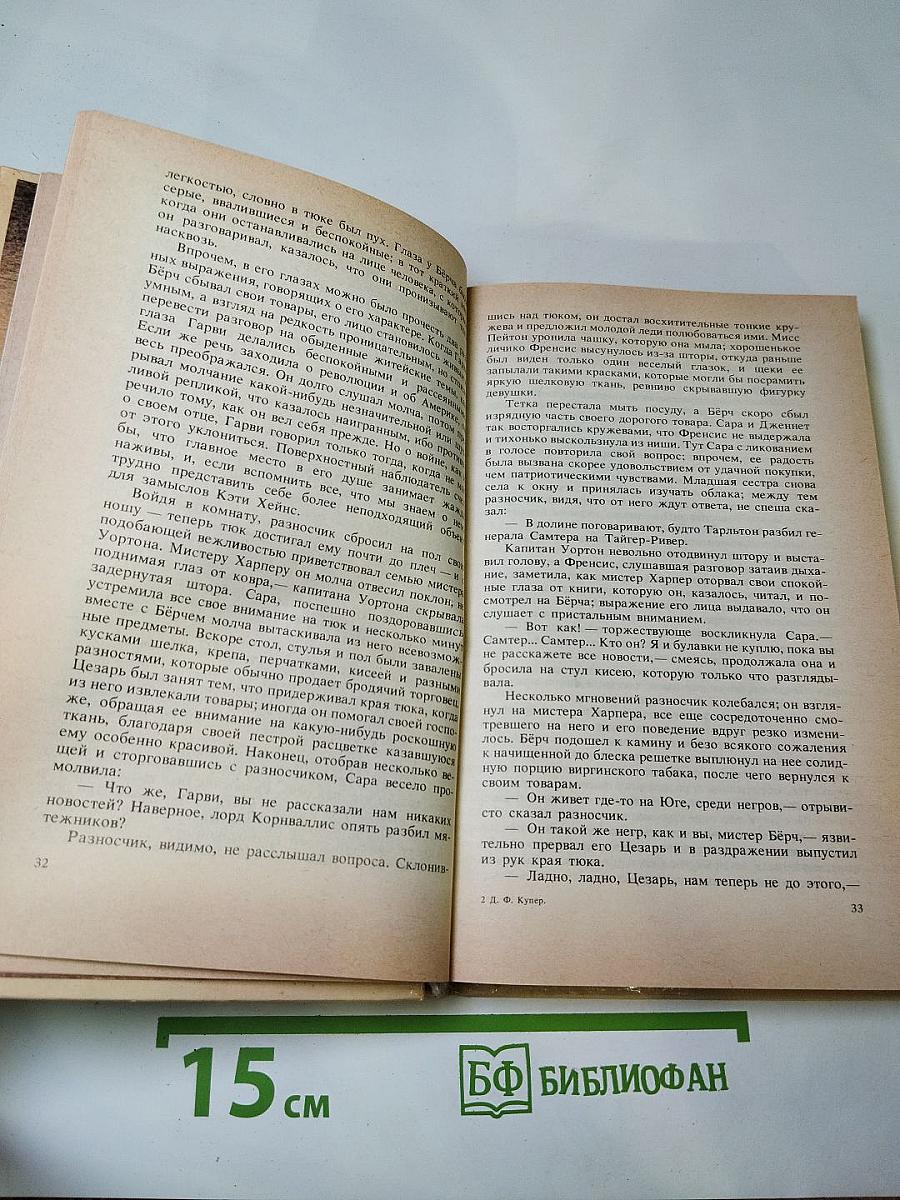 легкостью, словно в тюке был пух. Глаза у Бёрча
серые, ввалившиеся и беспокойные; в тот краткий
когда они останавливались на лице человека, с
он разговаривал, казалось, что они пронизывают
насквозь.
Впрочем, в его глазах можно было прочесть два
ных выражения, говорящих о его характере. Когда
Бёрч сбывал свои товары, его лицо становилось
умным, а взгляд на редкость проницательным, но
перевести разговор на обыденные житейские темы,
глаза Гарви делались беспокойными и рассеянными
Если же речь заходила о революции и об Америке,
весь преображался. Он долго слушал молча, потом
рывал молчание какой-нибудь незначительной или
ливой репликой, что казалось наигранным, ибо
речило тому, как он вел себя прежде. Но о войне, как
о своем отце, Гарви говорил только тогда, когда не
от этого уклониться. Поверхностный наблюдатель
бы, что главное место в его душе занимает
наживы, и, если вспомнить все, что мы знаем о
трудно представить себе более неподходящий
для замыслов Кэти Хейнс.
Войдя в комнату, разносчик сбросил на пол свою
ношу — теперь тюк достигал ему почти до плеч — и
подобающей вежливостью приветствовал семью мистера
Уортона. Мистеру Харперу он молча отвесил поклон, не
поднимая глаз от ковра,— капитана Уортона скрывала
задернутая штора. Сара, поспешно поздоровавшись,
устремила все свое внимание на тюк и несколько минут
вместе с Бёрчем молча вытаскивала из него всевозмож-
ные предметы. Вскоре стол, стулья и пол были завалены
кусками шелка, крепа, перчатками, кисеей и разными
разностями, которые обычно продает бродячий торговец.
Цезарь был занят тем, что придерживал края тюка, когда
из него извлекали товары; иногда он помогал своей госпо-
же, обращая ее внимание на какую-нибудь роскошную
ткань, благодаря своей пестрой расцветке казавшуюся
ему особенно красивой. Наконец, отобрав несколько ве-
щей и сторговавшись с разносчиком, Сара весело про-
молвила:
— Что же, Гарви, вы не рассказали нам никаких
новостей? Наверное, лорд Корнваллис опять разбил мя-
тежников?
Разносчик, видимо, не расслышал вопроса. Склонив-
32
шись над тюком, он достал восхитительные тонкие кру-
жева и предложил молодой леди полюбоваться ими. Мисс
Пейтон уронила чашку, которую она мыла; хорошенькое
личико Френсис высунулось из-за шторы, откуда раньше
был виден только один веселый глазок, и щеки ее
запылали такими красками, которые могли бы посрамить
яркую шелковую ткань, ревниво скрывавшую фигурку
девушки.
Тетка перестала мыть посуду, а Бёрч скоро сбыл
изрядную часть своего дорогого товара. Сара и Дженнет
так восторгались кружевами, что Френсис не выдержала
и тихонько выскользнула из ниши. Тут Сара с ликованием
в голосе повторила свой вопрос: впрочем, ее радость
была вызвана скорее удовольствием от удачной покупки,
чем патриотическими чувствами. Младшая сестра снова
села к окну и принялась изучать облака; между тем
разносчик, видя, что от него ждут ответа, не спеша ска-
зал:
— В долине поговаривают, будто Тарльтон разбил ге-
нерала Самтера на Тайгер-Ривер.
Капитан Уортон невольно отодвинул штору и выста-
вил голову, а Френсис, слушавшая разговор затаив дыха-
ние, заметила, как мистер Харпер оторвал свои спокой-
ные глаза от книги, которую он, казалось, читал, и по-
смотрел на Бёрча; выражение его лица выдавало, что он
слушает с пристальным вниманием.
— Вот как! — торжествующе воскликнула Сара.—
Самтер... Самтер... Кто он? Я и булавки не куплю, пока вы
не расскажете все новости,— смеясь, продолжала она и
бросила на стул кисею, которую только что разгляды-
вала.
Несколько мгновений разносчик колебался; он взгля-
нул на мистера Харпера, все еще сосредоточенно смо-
тревшего на него и его поведение вдруг резко измени-
лось. Бёрч подошел к камину и безо всякого сожаления
к начищенной до блеска решетке выплюнул на нее солид-
ную порцию виргинского табака, после чего вернулся к
своим товарам.
— Он живет где-то на Юге, среди негров,— отрыви-
сто сказал разносчик.
— Он такой же негр, как и вы, мистер Бёрч,— язви-
тельно прервал его Цезарь и в раздражении выпустил
из рук края тюка.
— Ладно, ладно, Цезарь, нам теперь не до этого,—
2 Д. Ф. Купер.
33
15 см
БФ БИБЛИОФАН